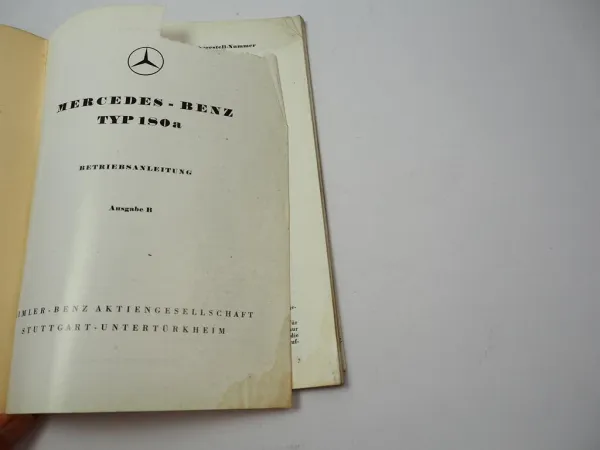 MERCEDES - BENZ
TYP 180a
BETRIEBSANLEITUNG
Ausgabe B
IMLER-BENZ AKTIENGESELLSCHAFT
STUTTGART-UNTERTÜRKHEIM